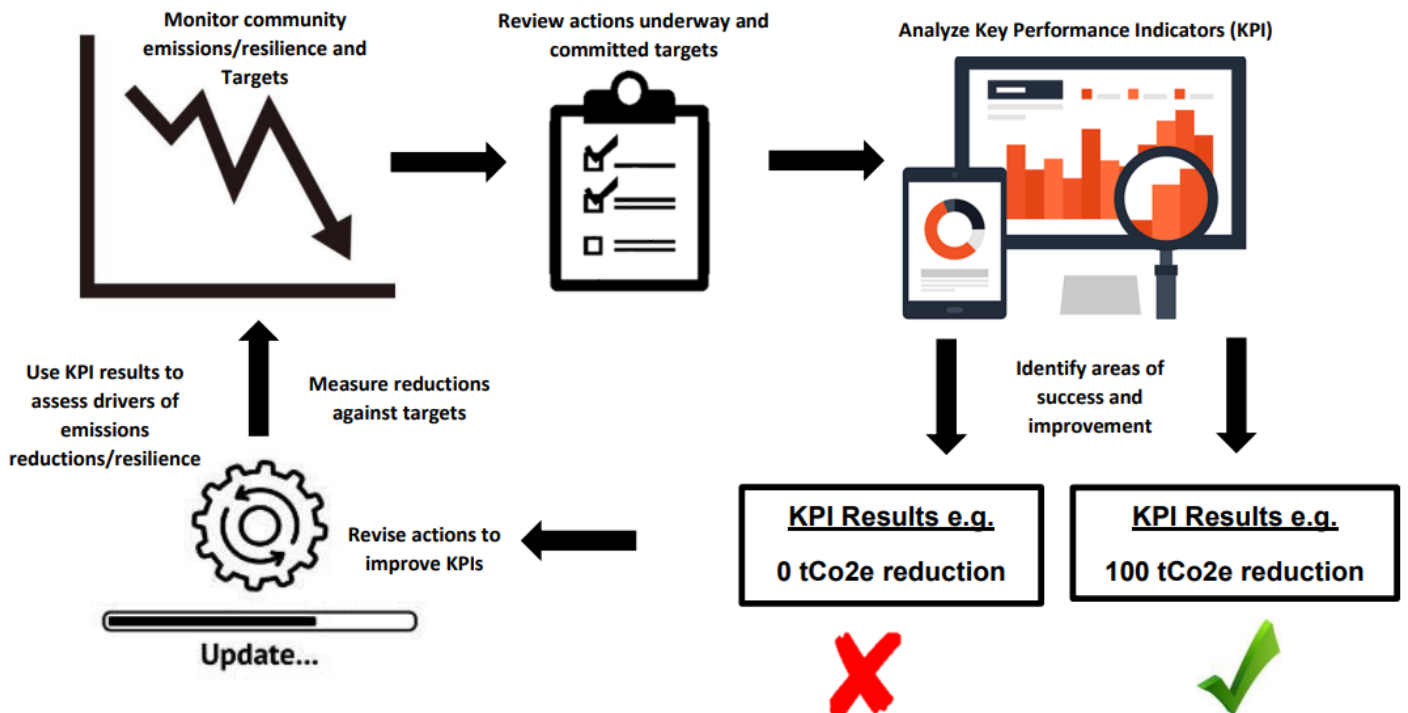 Monitor community
emissions/resilience and
Targets
Review actions underway and
committed targets
Analyze Key Performance Indicators (KPI)
Identify areas of
success and
improvement
KPI Results e.g.
0 tCo2e reduction
KPI Results e.g.
100 tCo2e reduction
Revise actions to
improve KPIs
Update...
Use KPI results to
assess drivers of
emissions
reductions/resilience
Measure reductions
against targets